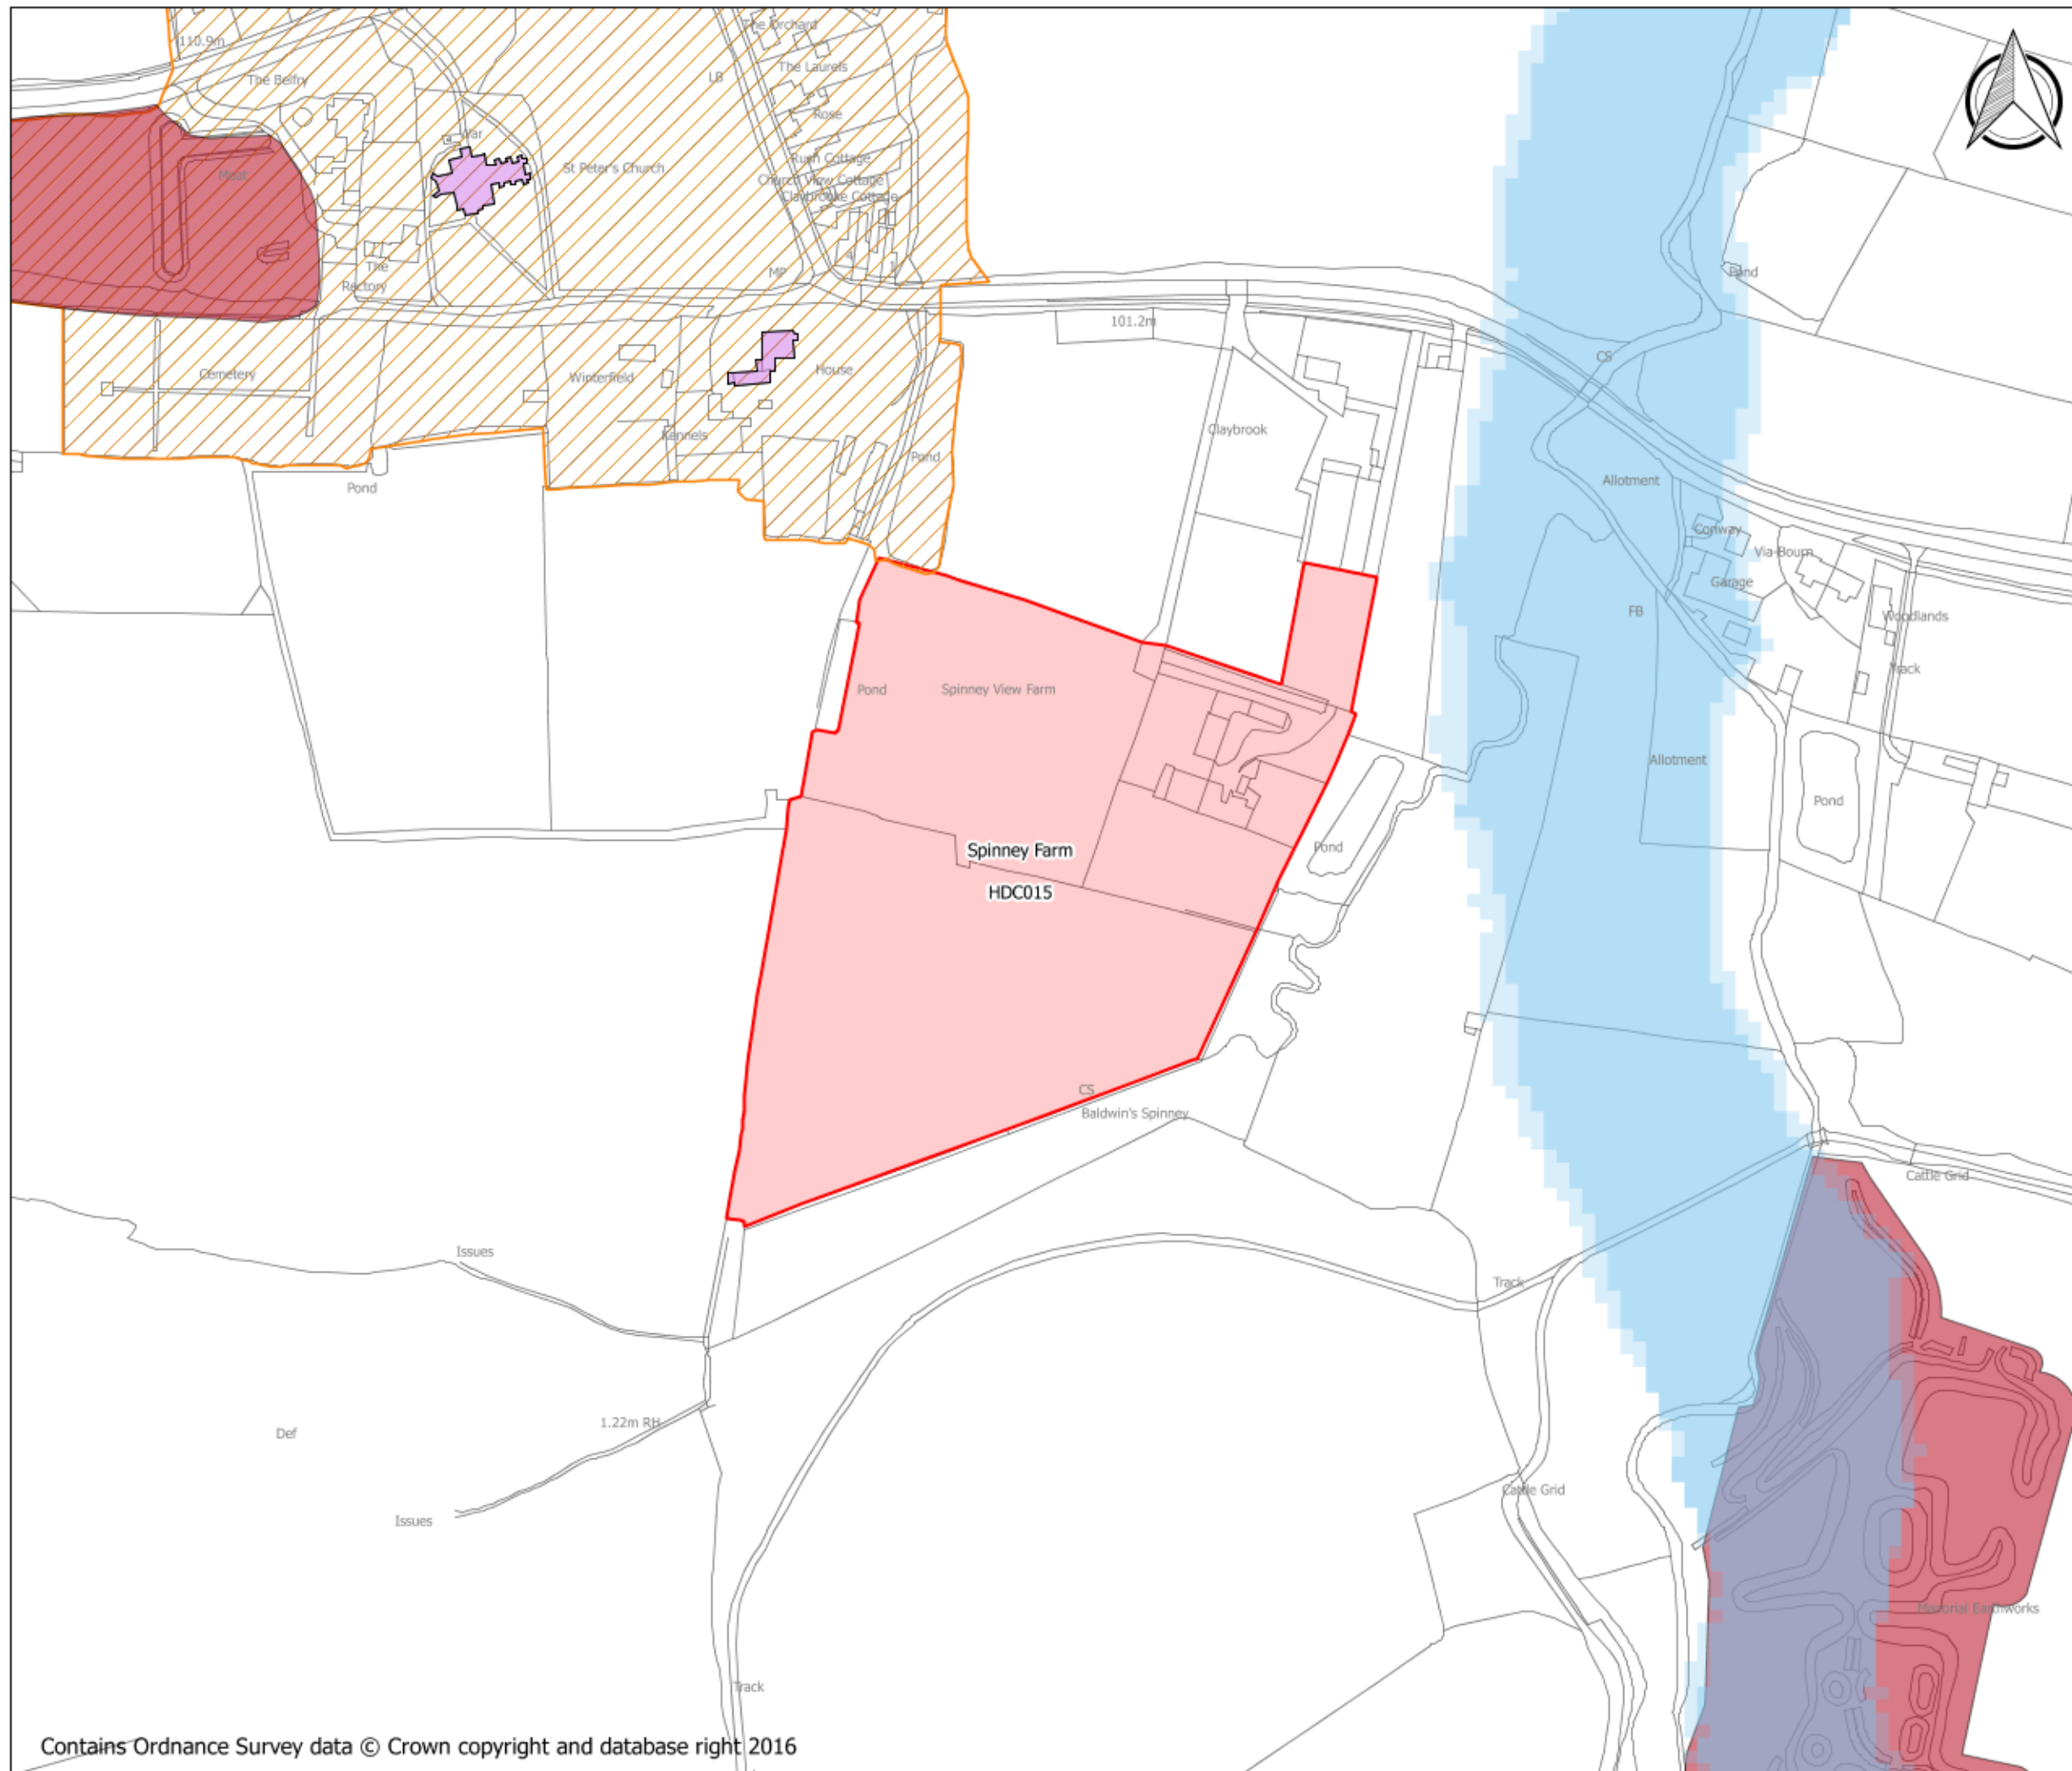 The Orchard
110.9m
The Belfry
LB
The Laurels
Rose
War
St Peter's Church
Rush Cottage
Church View Cottage
Claybrooke Cottage
Moat
The
Rectory
MP
4
1
Pond
101.2m
CS
Cemetery
Winterfield
House
Kennels
Claybrook
Pond
Pond
Allotment
Conway
Via-Bourn
Garage
FB
Woodlands
Track
Pond
Spinney View Farm
Allotment
Pond
Pond
Spinney Farm
HDC015
CS
Baldwin's Spinney
Cattle Grid
Issues
Track
1.22m RH
Def
Cattle Grid
Issues
Manorial Earthworks
Track
Contains Ordnance Survey data © Crown copyright and database right 2016